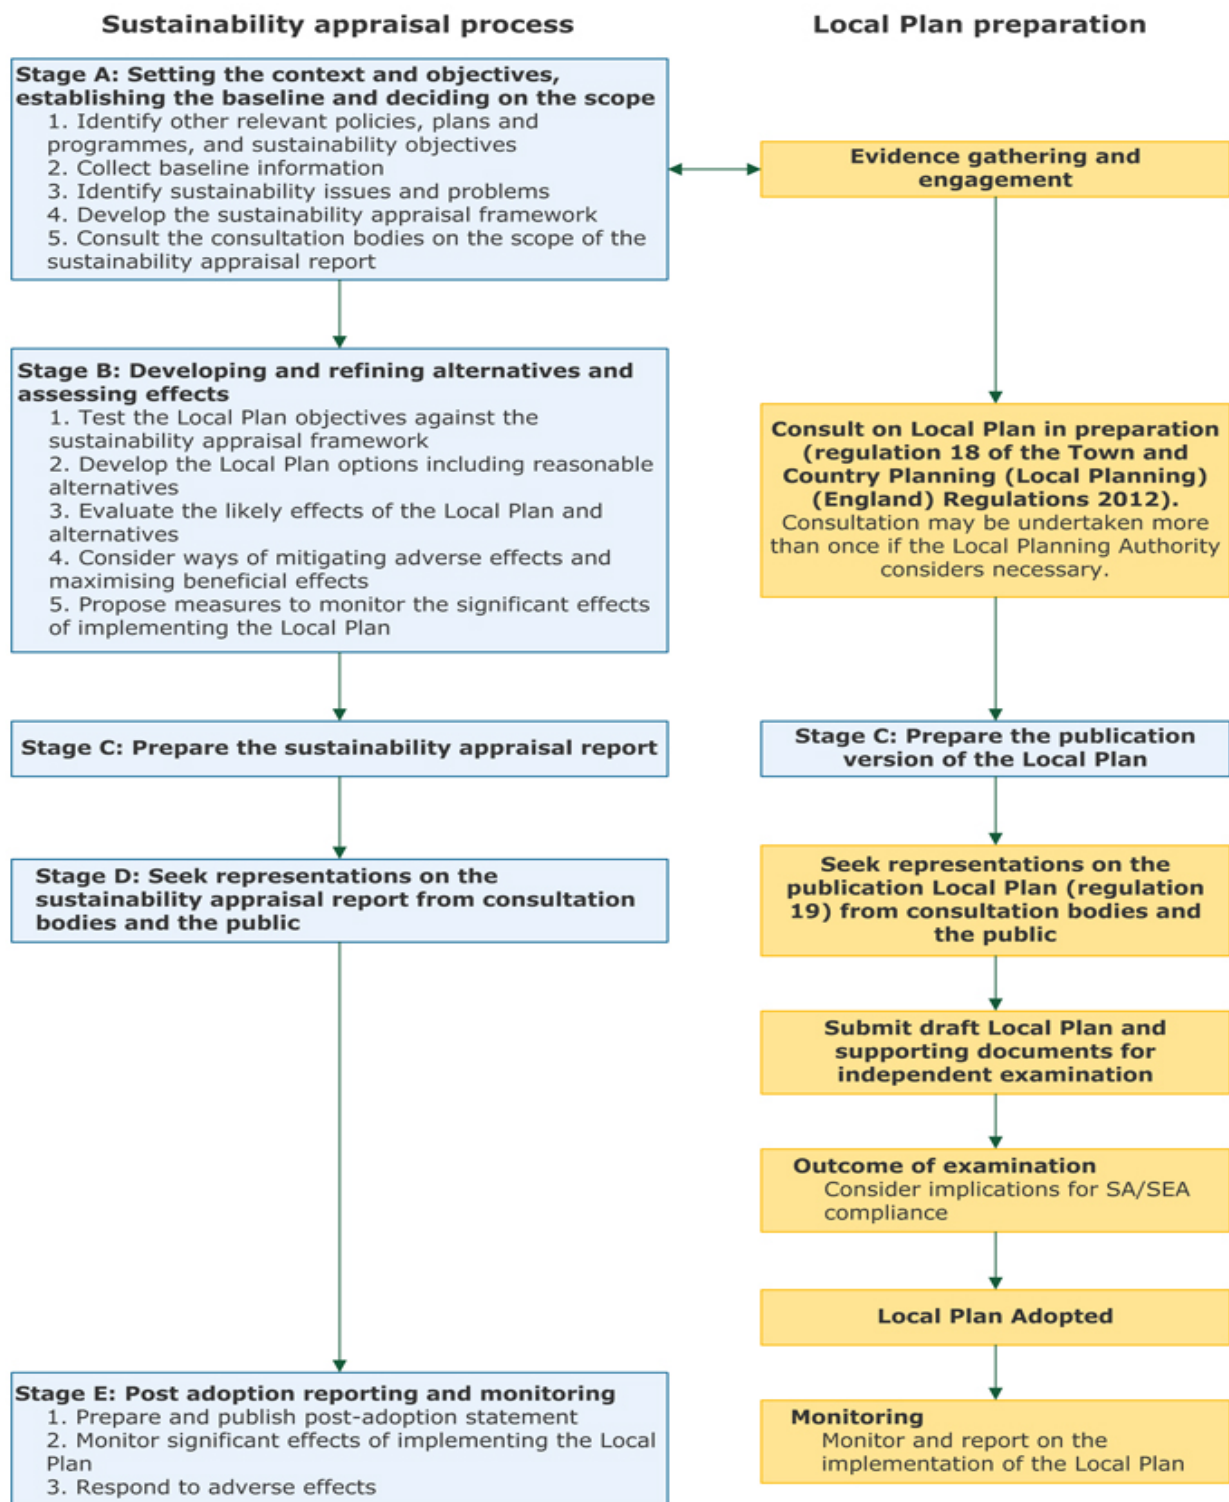 Sustainability appraisal process
Local Plan preparation
Stage A: Setting the context and objectives,
establishing the baseline and deciding on the scope
1. Identify other relevant policies, plans and
programmes, and sustainability objectives
2. Collect baseline information
3. Identify sustainability issues and problems
4. Develop the sustainability appraisal framework
5. Consult the consultation bodies on the scope of the
sustainability appraisal report
Evidence gathering and
engagement
Stage B: Developing and refining alternatives and
assessing effects
1. Test the Local Plan objectives against the
sustainability appraisal framework
2. Develop the Local Plan options including reasonable
alternatives
3. Evaluate the likely effects of the Local Plan and
alternatives
4. Consider ways of mitigating adverse effects and
maximising beneficial effects
5. Propose measures to monitor the significant effects
of implementing the Local Plan
Consult on Local Plan in preparation
(regulation 18 of the Town and
Country Planning (Local Planning)
(England) Regulations 2012).
Consultation may be undertaken more
than once if the Local Planning Authority
considers necessary.
Stage C: Prepare the sustainability appraisal report
Stage C: Prepare the publication
version of the Local Plan
Stage D: Seek representations on the
sustainability appraisal report from consultation
bodies and the public
Seek representations on the
publication Local Plan (regulation
19) from consultation bodies and
the public
Submit draft Local Plan and
supporting documents for
independent examination
Outcome of examination
Consider implications for SA/SEA
compliance
Local Plan Adopted
Stage E: Post adoption reporting and monitoring
1. Prepare and publish post-adoption statement
2. Monitor significant effects of implementing the Local
Plan
3. Respond to adverse effects
Monitoring
Monitor and report on the
implementation of the Local Plan